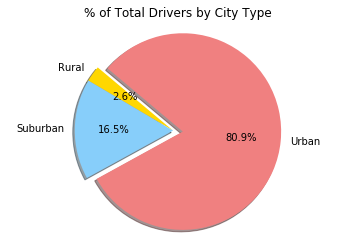 % of Total Drivers by City Type
Rural
2.6%
Suburban
16.5%
80.9%
Urban